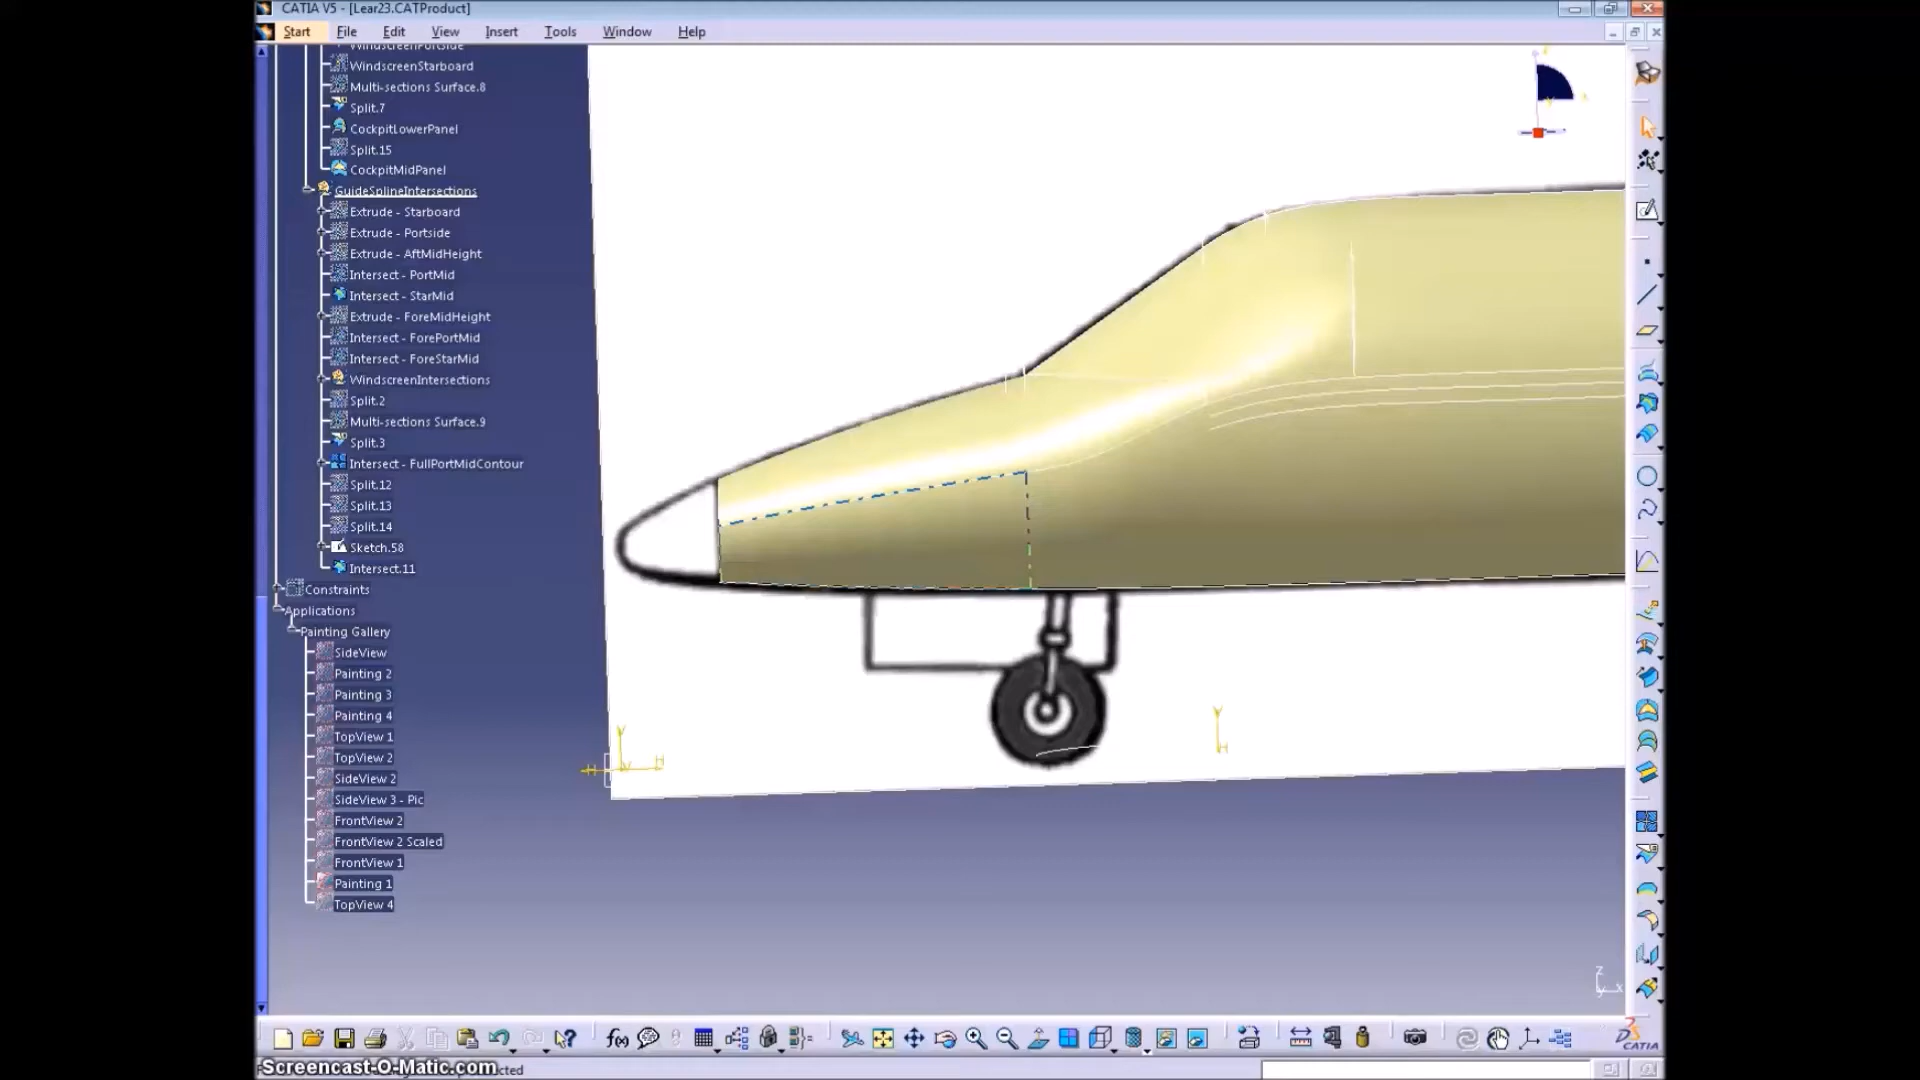 CATIA V5 - [Lear23.CATProduct]
Start File Edit View Insert Tools Window Help
WindscreenPortside
WindscreenStarboard
Multi-sections Surface.8
Split.7
CockpitLowerPanel
Split.15
CockpitMidPanel
GuideSplineIntersections
Extrude - Starboard
Extrude - Portside
Extrude - AftMidHeight
Intersect - PortMid
Intersect - StarMid
Extrude - ForeMidHeight
Intersect - ForePortMid
Intersect - ForeStarMid
WindscreenIntersections
Split.2
Multi-sections Surface.9
Split.3
Intersect - FullPortMidContour
Split.12
Split.13
Split.14
Sketch.58
Intersect.11
Constraints
Applications
Painting Gallery
SideView
Painting 2
Painting 3
Painting 4
TopView 1
TopView 2
SideView 2
SideView 3 - Pic
FrontView 2
FrontView 2 Scaled
FrontView 1
Painting 1
TopView 4
V
H
H
V
V
H
z
x
y
f(x)
CATIA
Screencast-O-Matic.com